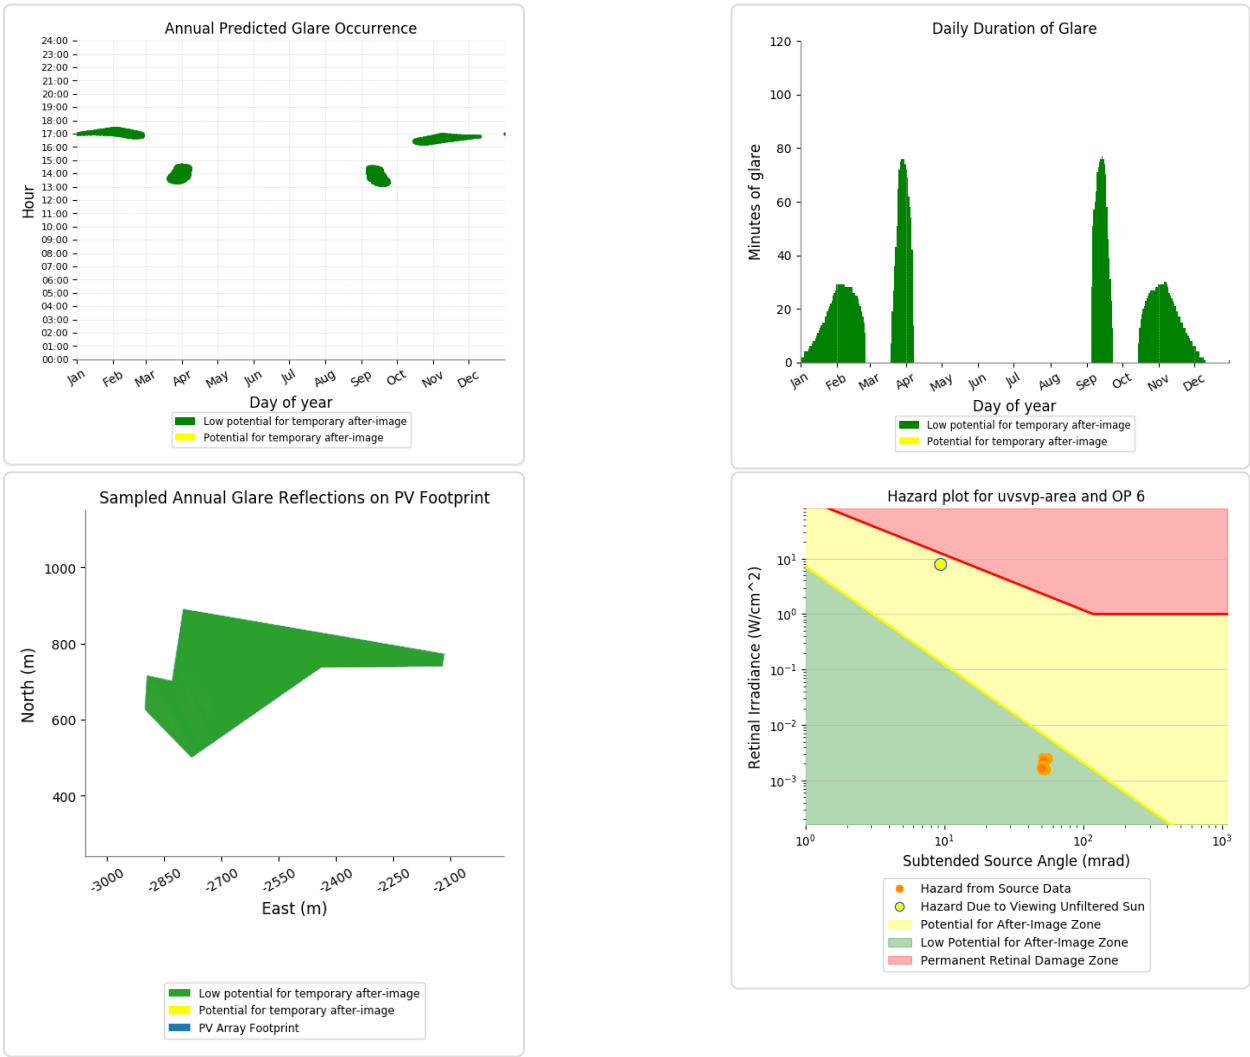 Annual Predicted Glare Occurrence
24:00
23:00
22:00
21:00
20:00
19:00
18:00
17:00
16:00
15:00
14:00
13:00
12:00
11:00
10:00
09:00
08:00
07:00
06:00
05:00
04:00
03:00
02:00
01:00
00:00
Hour
Jan Feb Mar Apr May Jun Jul Aug Sep Oct Nov Dec
Day of year
Low potential for temporary after-image
Potential for temporary after-image
Daily Duration of Glare
120
100
80
60
40
20
0
Minutes of glare
Jan Feb Mar Apr May Jun Jul Aug Sep Oct Nov Dec
Day of year
Low potential for temporary after-image
Potential for temporary after-image
Sampled Annual Glare Reflections on PV Footprint
1000
800
600
400
North (m)
-3000 -2850 -2700 -2550 -2400 -2250 -2100
East (m)
Low potential for temporary after-image
Potential for temporary after-image
PV Array Footprint
Hazard plot for uvsvp-area and OP 6
10^1
10^0
10^-1
10^-2
10^-3
Retinal Irradiance (W/cm^2)
10^0 10^1 10^2 10^3
Subtended Source Angle (mrad)
Hazard from Source Data
Hazard Due to Viewing Unfiltered Sun
Potential for After-Image Zone
Low Potential for After-Image Zone
Permanent Retinal Damage Zone